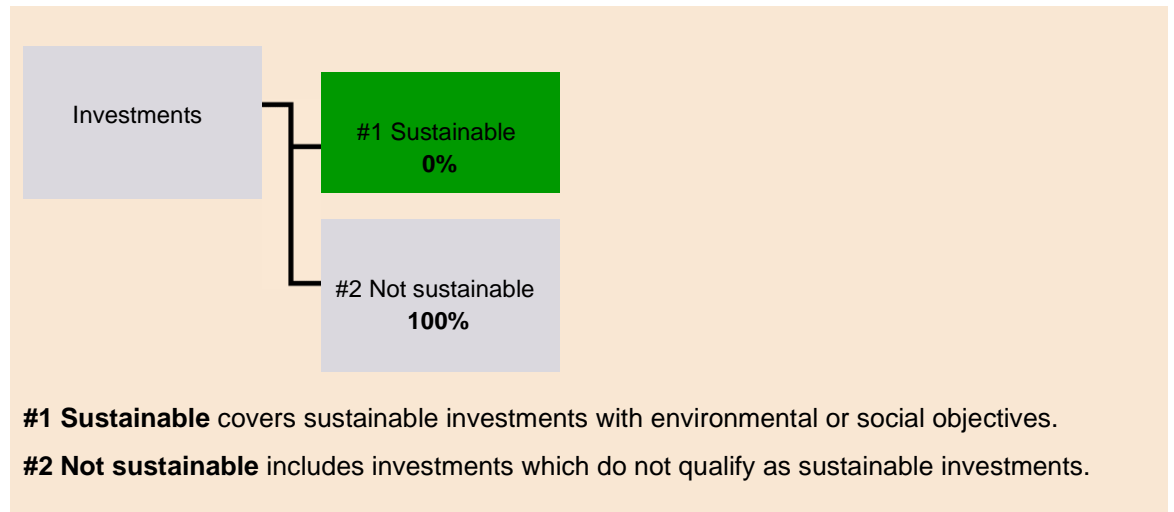 Investments
#1 Sustainable
0%
#2 Not sustainable
100%
#1 Sustainable covers sustainable investments with environmental or social objectives.
#2 Not sustainable includes investments which do not qualify as sustainable investments.